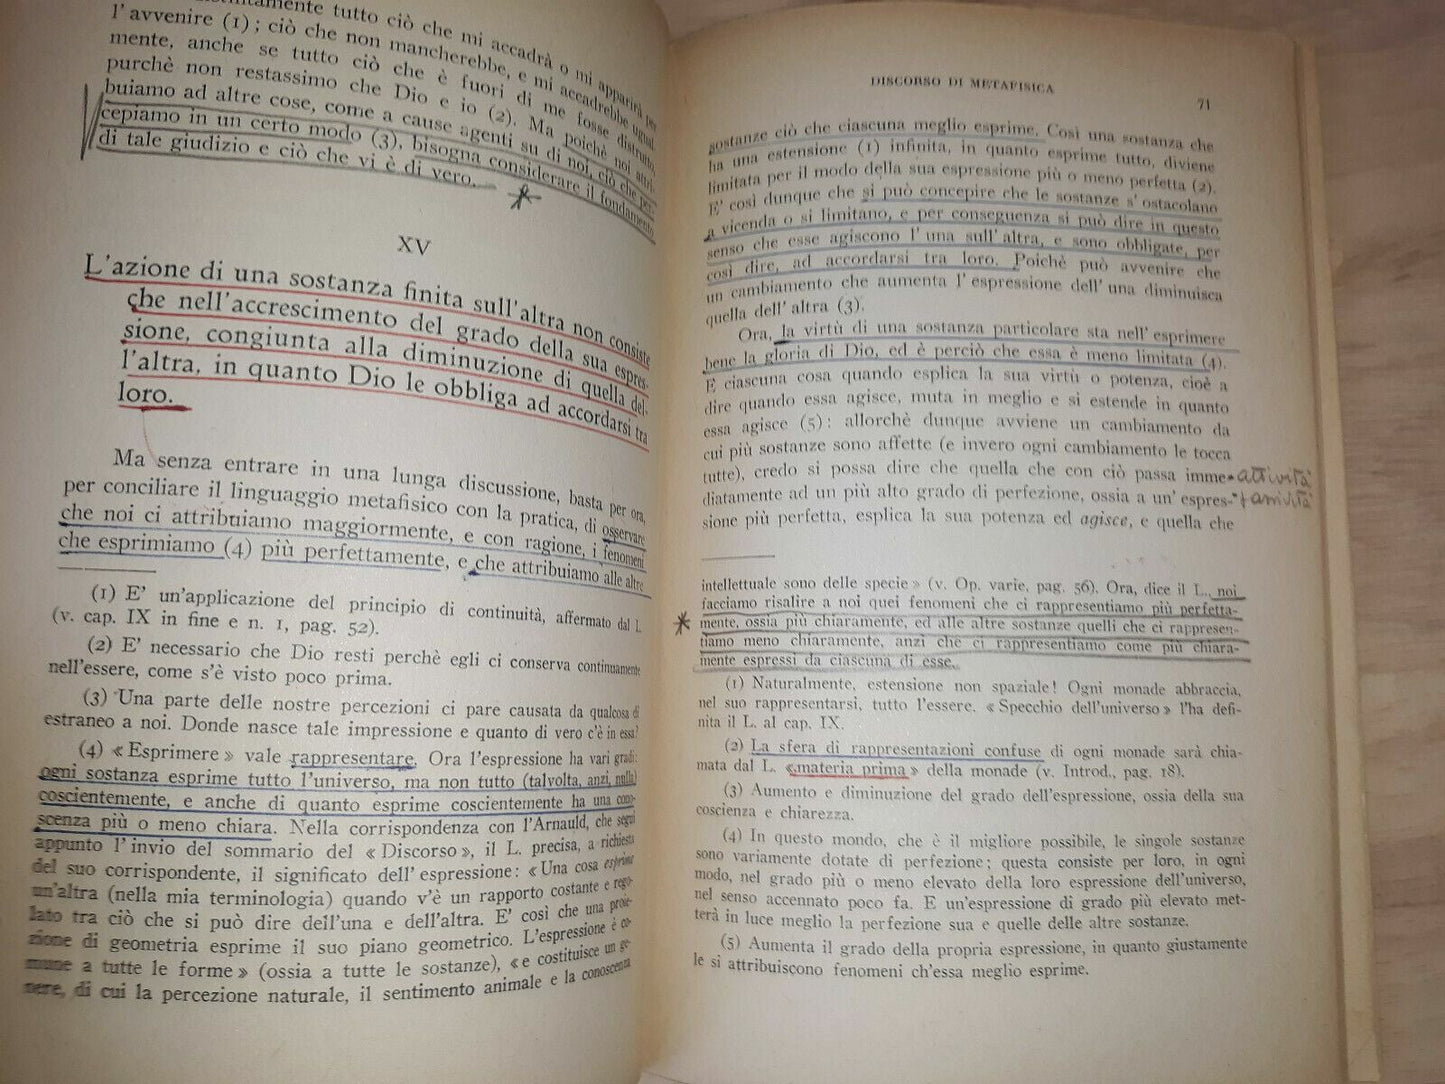 tutto ciò che mi accadrà o mi apparirà per
l'avvenire (1); ciò che non mancherebbe, e mi accadrebbe ugual-
mente, anche se tutto ciò che è fuori di me fosse distrutto,
purchè non restassimo che Dio e io (2). Ma poichè noi attri-
buiamo ad altre cose, come a cause agenti su di noi, ciò che per-
cepiamo in un certo modo (3), bisogna considerare il fondamento
di tale giudizio e ciò che vi è di vero.
XV
L'azione di una sostanza finita sull'altra non consiste
che nell'accrescimento del grado della sua espres-
sione, congiunta alla diminuzione di quella del-
l'altra, in quanto Dio le obbliga ad accordarsi tra
loro.
Ma senza entrare in una lunga discussione, basta per ora,
per conciliare il linguaggio metafisico con la pratica, di osservare
che noi ci attribuiamo maggiormente, e con ragione, i fenomeni
che esprimiamo (4) più perfettamente, e che attribuiamo alle altre
(1) E' un'applicazione del principio di continuità, affermato dal L.
(v. cap. IX in fine e n. 1, pag. 52).
(2) E' necessario che Dio resti perchè egli ci conserva continuamente
nell'essere, come s'è visto poco prima.
(3) Una parte delle nostre percezioni ci pare causata da qualcosa di
estraneo a noi. Donde nasce tale impressione e quanto di vero c'è in essa?
(4) « Esprimere » vale rappresentare. Ora l'espressione ha vari gradi:
ogni sostanza esprime tutto l'universo, ma non tutto (talvolta, anzi, nulla)
coscientemente, e anche di quanto esprime coscientemente ha una cono-
scenza più o meno chiara. Nella corrispondenza con l'Arnauld, che seguì
appunto l'invio del sommario del « Discorso », il L. precisa, a richiesta
del suo corrispondente, il significato dell'espressione: « Una cosa esprime
un'altra (nella mia terminologia) quando v'è un rapporto costante e rego-
lato tra ciò che si può dire dell'una e dell'altra. E' così che una proie-
zione di geometria esprime il suo piano geometrico. L'espressione è co-
mune a tutte le forme » (ossia a tutte le sostanze), « e costituisce un ge-
nere, di cui la percezione naturale, il sentimento animale e la conoscenza
DISCORSO DI METAFISICA
71
sostanze ciò che ciascuna meglio esprime. Così una sostanza che
ha una estensione (1) infinita, in quanto esprime tutto, diviene
limitata per il modo della sua espressione più o meno perfetta (2).
E' così dunque che si può concepire che le sostanze s'ostacolano
a vicenda o si limitano, e per conseguenza si può dire in questo
senso che esse agiscono l'una sull'altra, e sono obbligate, per
così dire, ad accordarsi tra loro. Poichè può avvenire che
un cambiamento che aumenta l'espressione dell'una diminuisca
quella dell'altra (3).
Ora, la virtù di una sostanza particolare sta nell'esprimere
bene la gloria di Dio, ed è perciò che essa è meno limitata (4).
E ciascuna cosa quando esplica la sua virtù o potenza, cioè a
dire quando essa agisce, muta in meglio e si estende in quanto
essa agisce (5): allorchè dunque avviene un cambiamento da
cui più sostanze sono affette (e invero ogni cambiamento le tocca
tutte), credo si possa dire che quella che con ciò passa imme- attività
diatamente ad un più alto grado di perfezione, ossia a un'espres- passività
sione più perfetta, esplica la sua potenza ed agisce, e quella che
intellettuale sono delle specie » (v. Op. varie, pag. 56). Ora, dice il L., noi
facciamo risalire a noi quei fenomeni che ci rappresentiamo più perfetta-
mente, ossia più chiaramente, ed alle altre sostanze quelli che ci rappresen-
tiamo meno chiaramente, anzi che ci rappresentiamo come più chiara-
mente espressi da ciascuna di esse.
(1) Naturalmente, estensione non spaziale! Ogni monade abbraccia,
nel suo rappresentarsi, tutto l'essere. « Specchio dell'universo » l'ha defi-
nita il L. al cap. IX.
(2) La sfera di rappresentazioni confuse di ogni monade sarà chia-
mata dal L. « materia prima » della monade (v. Introd., pag. 18).
(3) Aumento e diminuzione del grado dell'espressione, ossia della sua
coscienza e chiarezza.
(4) In questo mondo, che è il migliore possibile, le singole sostanze
sono variamente dotate di perfezione; questa consiste per loro, in ogni
modo, nel grado più o meno elevato della loro espressione dell'universo,
nel senso accennato poco fa. E un'espressione di grado più elevato met-
terà in luce meglio la perfezione sua e quelle delle altre sostanze.
(5) Aumenta il grado della propria espressione, in quanto giustamente
le si attribuiscono fenomeni ch'essa meglio esprime.